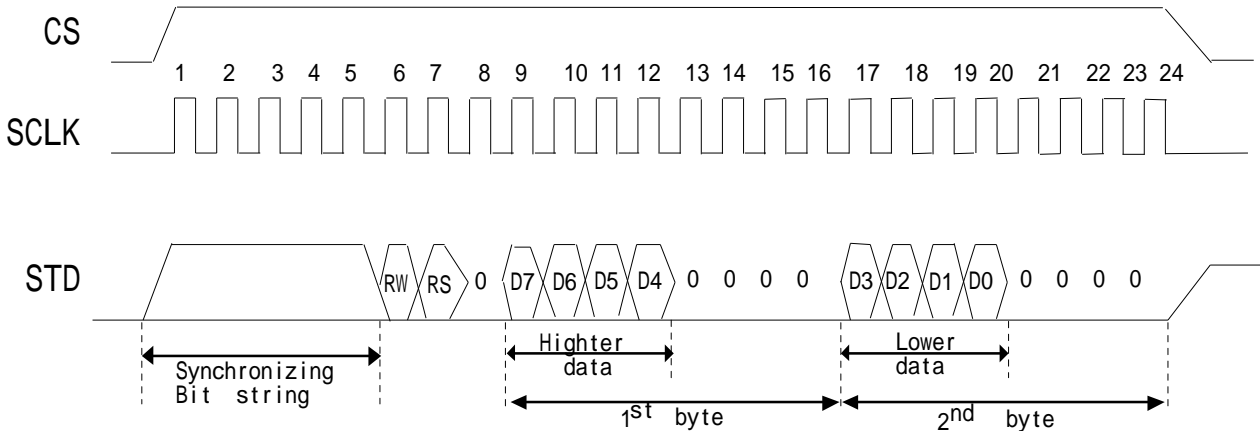 CS
1 2 3 4 5 6 7 8 9 10 11 12 13 14 15 16 17 18 19 20 21 22 23 24
SCLK
STD
RW RS 0 D7 D6 D5 D4 0 0 0 0 D3 D2 D1 D0 0 0 0 0
Synchronizing
Bit string
Highter
data
Lower
data
1st byte
2nd byte